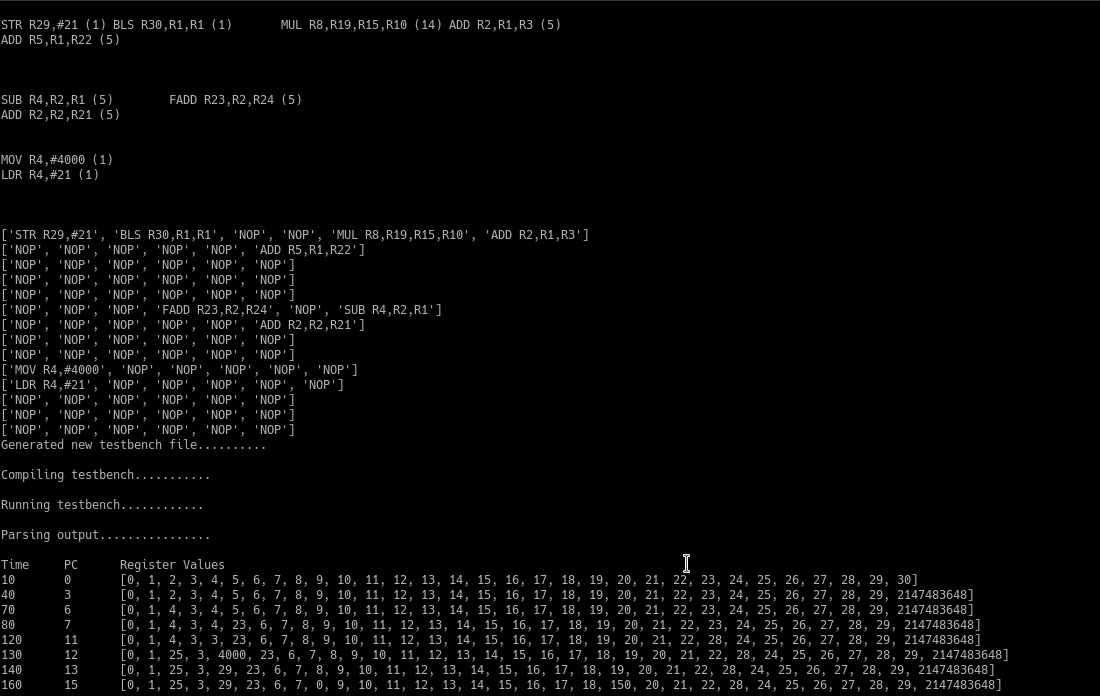 STR R29,#21 (1) BLS R30,R1,R1 (1)       MUL R8,R19,R15,R10 (14) ADD R2,R1,R3 (5)
ADD R5,R1,R22 (5)
SUB R4,R2,R1 (5)        FADD R23,R2,R24 (5)
ADD R2,R2,R21 (5)
MOV R4,#4000 (1)
LDR R4,#21 (1)
['STR R29,#21', 'BLS R30,R1,R1', 'NOP', 'NOP', 'MUL R8,R19,R15,R10', 'ADD R2,R1,R3']
['NOP', 'NOP', 'NOP', 'NOP', 'NOP', 'ADD R5,R1,R22']
['NOP', 'NOP', 'NOP', 'NOP', 'NOP', 'NOP']
['NOP', 'NOP', 'NOP', 'NOP', 'NOP', 'NOP']
['NOP', 'NOP', 'NOP', 'NOP', 'NOP', 'NOP']
['NOP', 'NOP', 'NOP', 'FADD R23,R2,R24', 'NOP', 'SUB R4,R2,R1']
['NOP', 'NOP', 'NOP', 'NOP', 'NOP', 'ADD R2,R2,R21']
['NOP', 'NOP', 'NOP', 'NOP', 'NOP', 'NOP']
['NOP', 'NOP', 'NOP', 'NOP', 'NOP', 'NOP']
['MOV R4,#4000', 'NOP', 'NOP', 'NOP', 'NOP', 'NOP']
['LDR R4,#21', 'NOP', 'NOP', 'NOP', 'NOP', 'NOP']
['NOP', 'NOP', 'NOP', 'NOP', 'NOP', 'NOP']
['NOP', 'NOP', 'NOP', 'NOP', 'NOP', 'NOP']
['NOP', 'NOP', 'NOP', 'NOP', 'NOP', 'NOP']
Generated new testbench file..........
Compiling testbench...........
Running testbench............
Parsing output................
Time     PC      Register Values
10       0       [0, 1, 2, 3, 4, 5, 6, 7, 8, 9, 10, 11, 12, 13, 14, 15, 16, 17, 18, 19, 20, 21, 22, 23, 24, 25, 26, 27, 28, 29, 30]
40       3       [0, 1, 2, 3, 4, 5, 6, 7, 8, 9, 10, 11, 12, 13, 14, 15, 16, 17, 18, 19, 20, 21, 22, 23, 24, 25, 26, 27, 28, 29, 2147483648]
70       6       [0, 1, 4, 3, 4, 5, 6, 7, 8, 9, 10, 11, 12, 13, 14, 15, 16, 17, 18, 19, 20, 21, 22, 23, 24, 25, 26, 27, 28, 29, 2147483648]
80       7       [0, 1, 4, 3, 4, 23, 6, 7, 8, 9, 10, 11, 12, 13, 14, 15, 16, 17, 18, 19, 20, 21, 22, 23, 24, 25, 26, 27, 28, 29, 2147483648]
120      11      [0, 1, 4, 3, 3, 23, 6, 7, 8, 9, 10, 11, 12, 13, 14, 15, 16, 17, 18, 19, 20, 21, 22, 28, 24, 25, 26, 27, 28, 29, 2147483648]
130      12      [0, 1, 25, 3, 4000, 23, 6, 7, 8, 9, 10, 11, 12, 13, 14, 15, 16, 17, 18, 19, 20, 21, 22, 28, 24, 25, 26, 27, 28, 29, 2147483648]
140      13      [0, 1, 25, 3, 29, 23, 6, 7, 8, 9, 10, 11, 12, 13, 14, 15, 16, 17, 18, 19, 20, 21, 22, 28, 24, 25, 26, 27, 28, 29, 2147483648]
160      15      [0, 1, 25, 3, 29, 23, 6, 7, 0, 9, 10, 11, 12, 13, 14, 15, 16, 17, 18, 150, 20, 21, 22, 28, 24, 25, 26, 27, 28, 29, 2147483648]